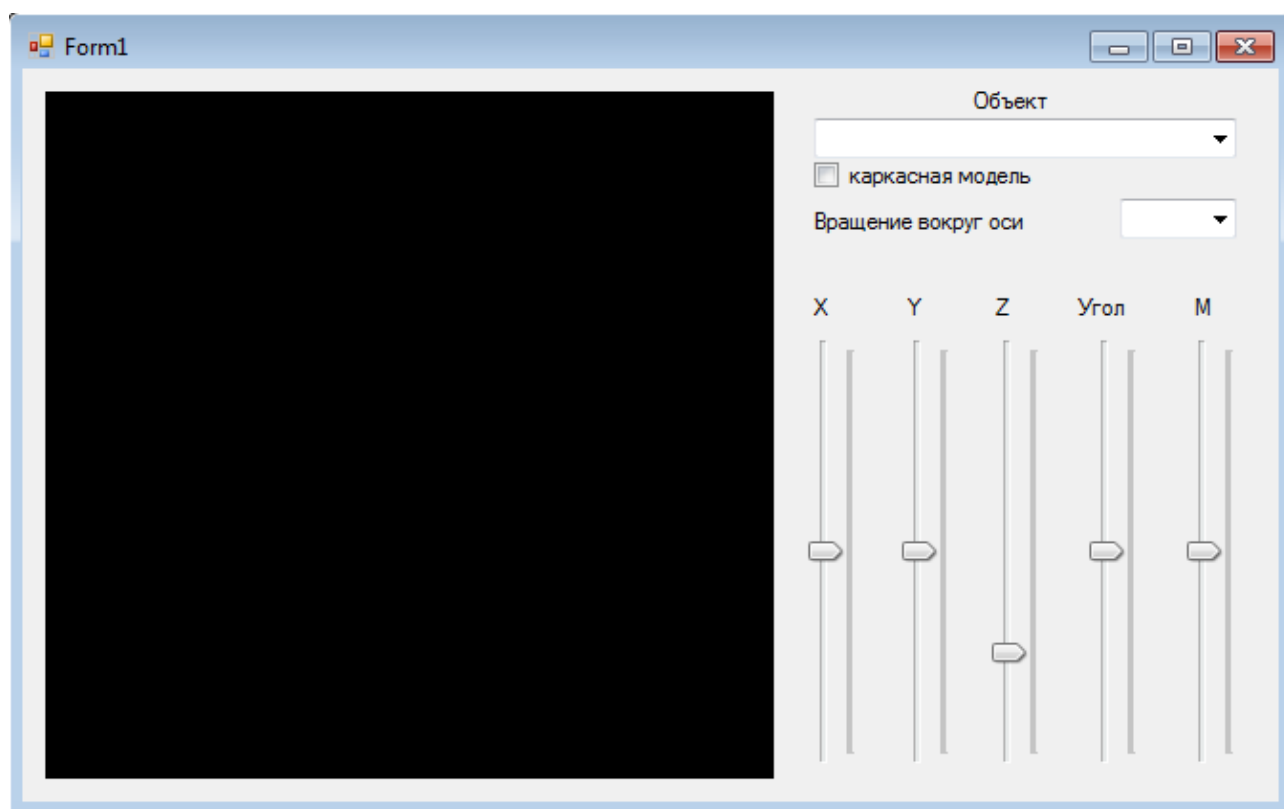 Form1
Объект
каркасная модель
Вращение вокруг оси
X Y Z Угол M